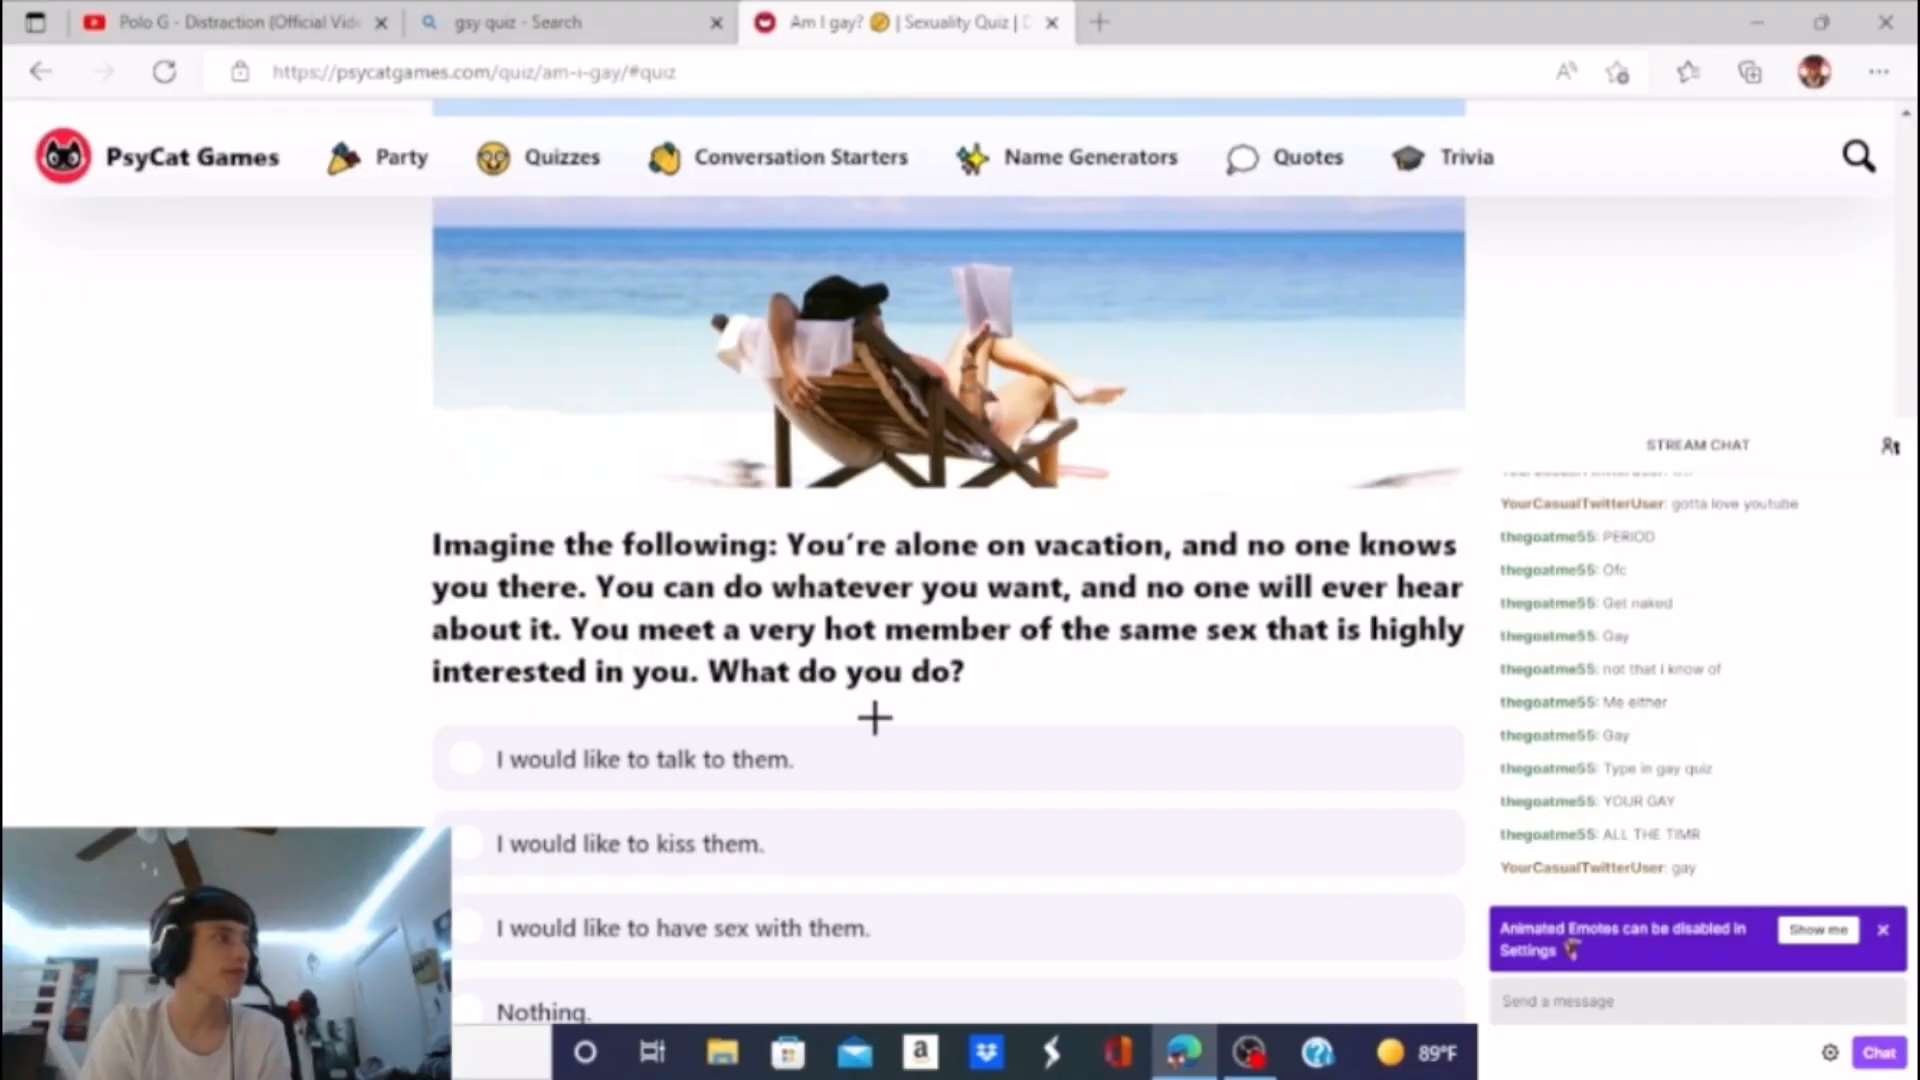 Polo G - Distraction (Official Vid
gsy quiz - Search
Am I gay? 🤔 | Sexuality Quiz |
https://psycatgames.com/quiz/am-i-gay/#quiz
PsyCat Games
Party
Quizzes
Conversation Starters
Name Generators
Quotes
Trivia
Imagine the following: You're alone on vacation, and no one knows
you there. You can do whatever you want, and no one will ever hear
about it. You meet a very hot member of the same sex that is highly
interested in you. What do you do?
I would like to talk to them.
I would like to kiss them.
I would like to have sex with them.
Nothing.
STREAM CHAT
YourCasualTwitterUser: gotta love youtube
thegoatme55: PERIOD
thegoatme55: Ofc
thegoatme55: Get naked
thegoatme55: Gay
thegoatme55: not that i know of
thegoatme55: Me either
thegoatme55: Gay
thegoatme55: Type in gay quiz
thegoatme55: YOUR GAY
thegoatme55: ALL THE TIMR
YourCasualTwitterUser: gay
Animated Emotes can be disabled in
Settings
Show me
Send a message
Chat
89°F